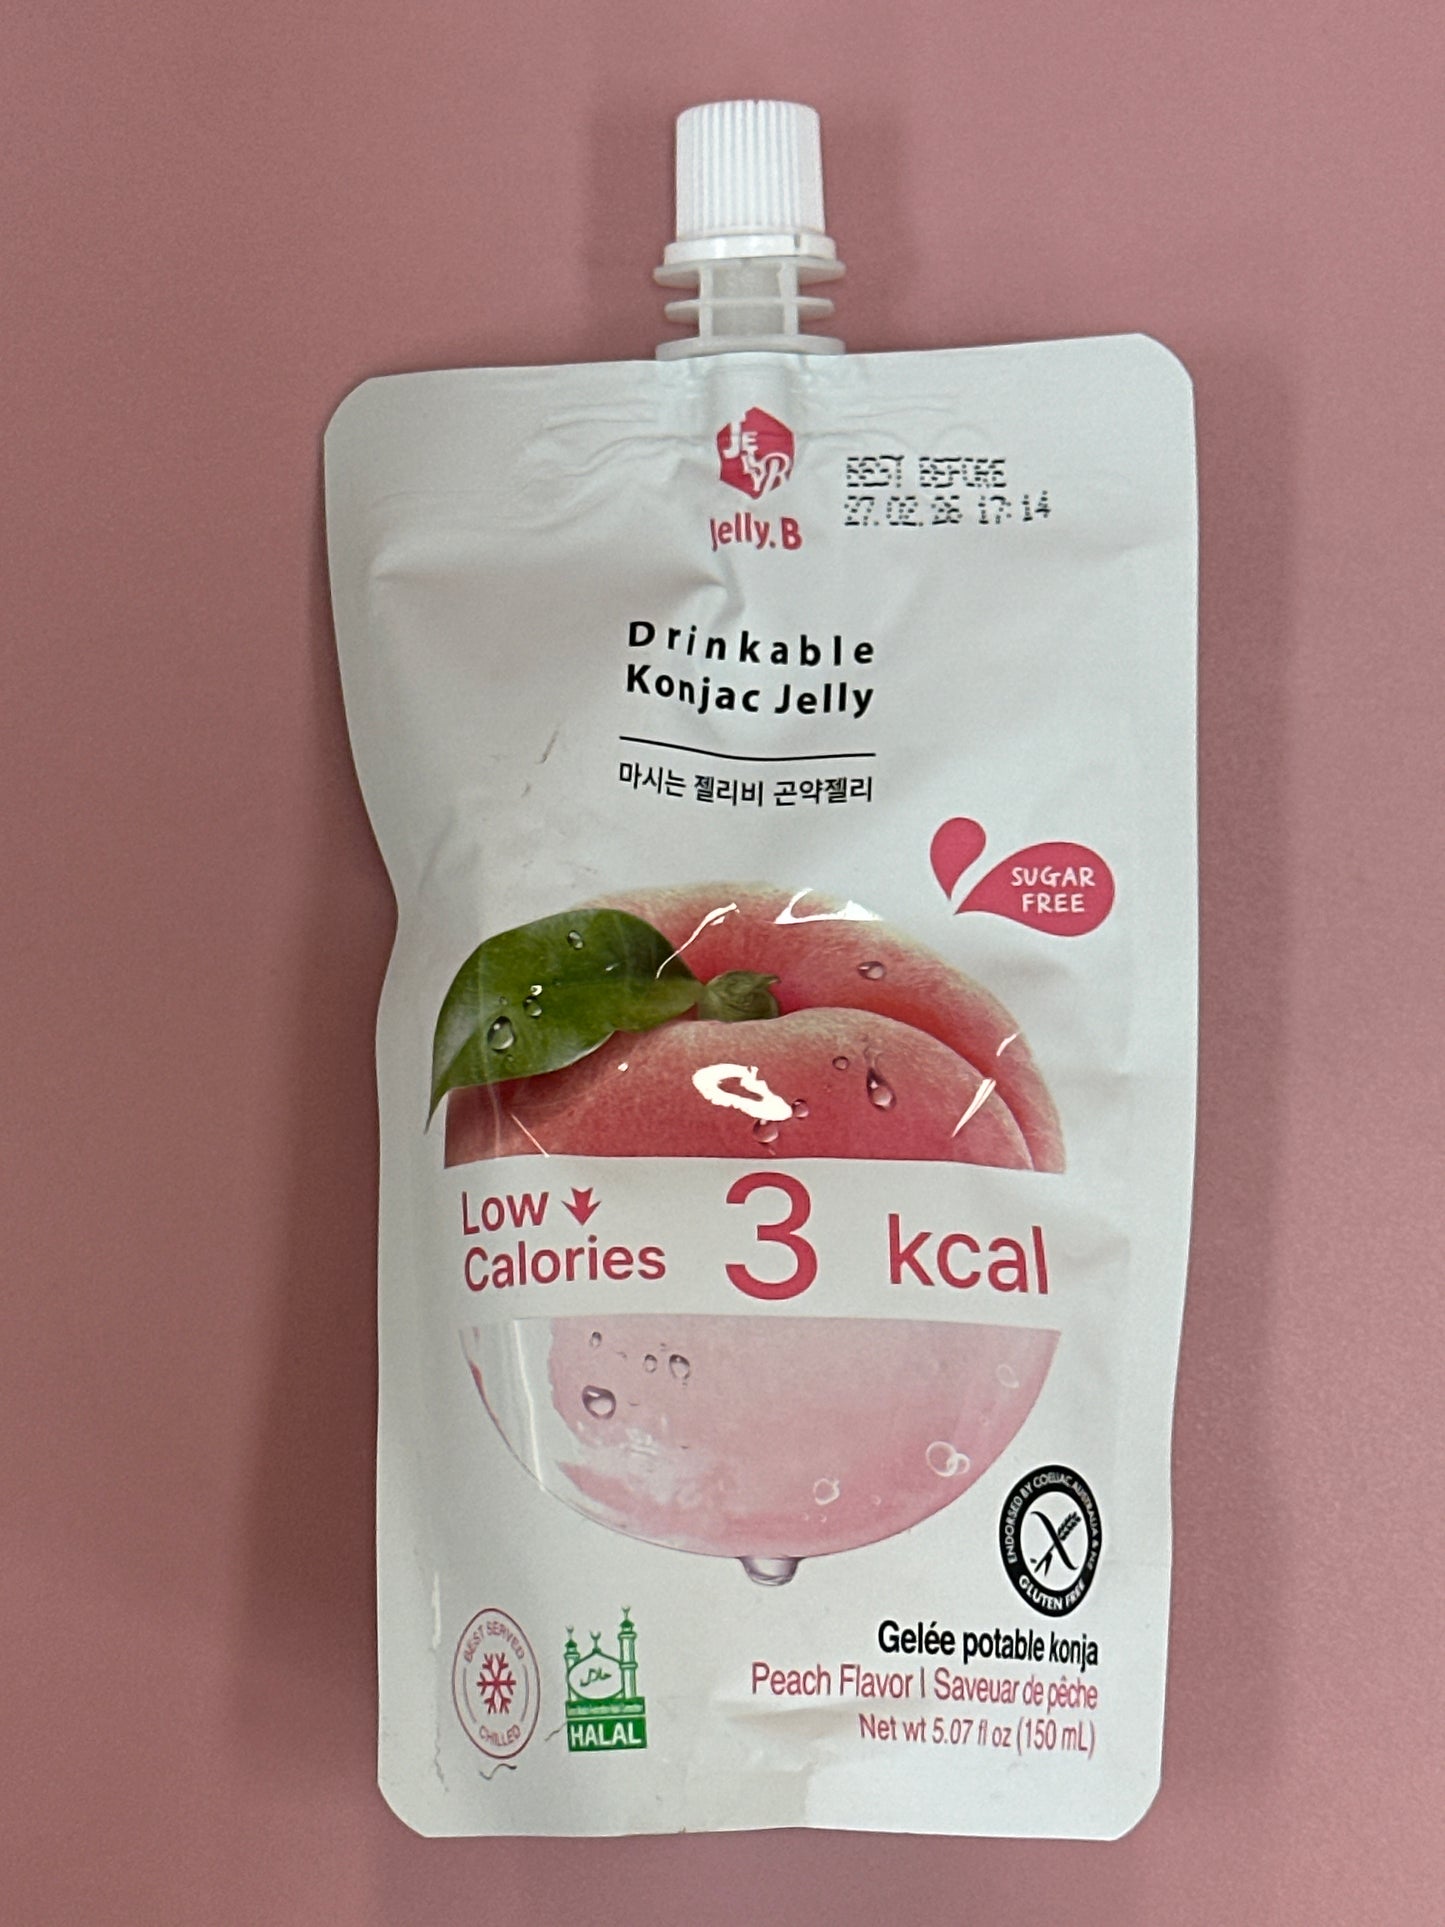 JELLYB
Jelly.B
BEST BEFORE
27.02.26 17:14
Drinkable
Konjac Jelly
마시는 젤리비 곤약젤리
SUGAR
FREE
Low
Calories
3 kcal
ENDORSED BY COELIAC AUSTRALIA & NZ
GLUTEN FREE
Gelée potable konja
Peach Flavor | Saveuar de pêche
Net wt 5.07 fl oz (150 mL)
BEST SERVED
CHILLED
حلال
HALAL